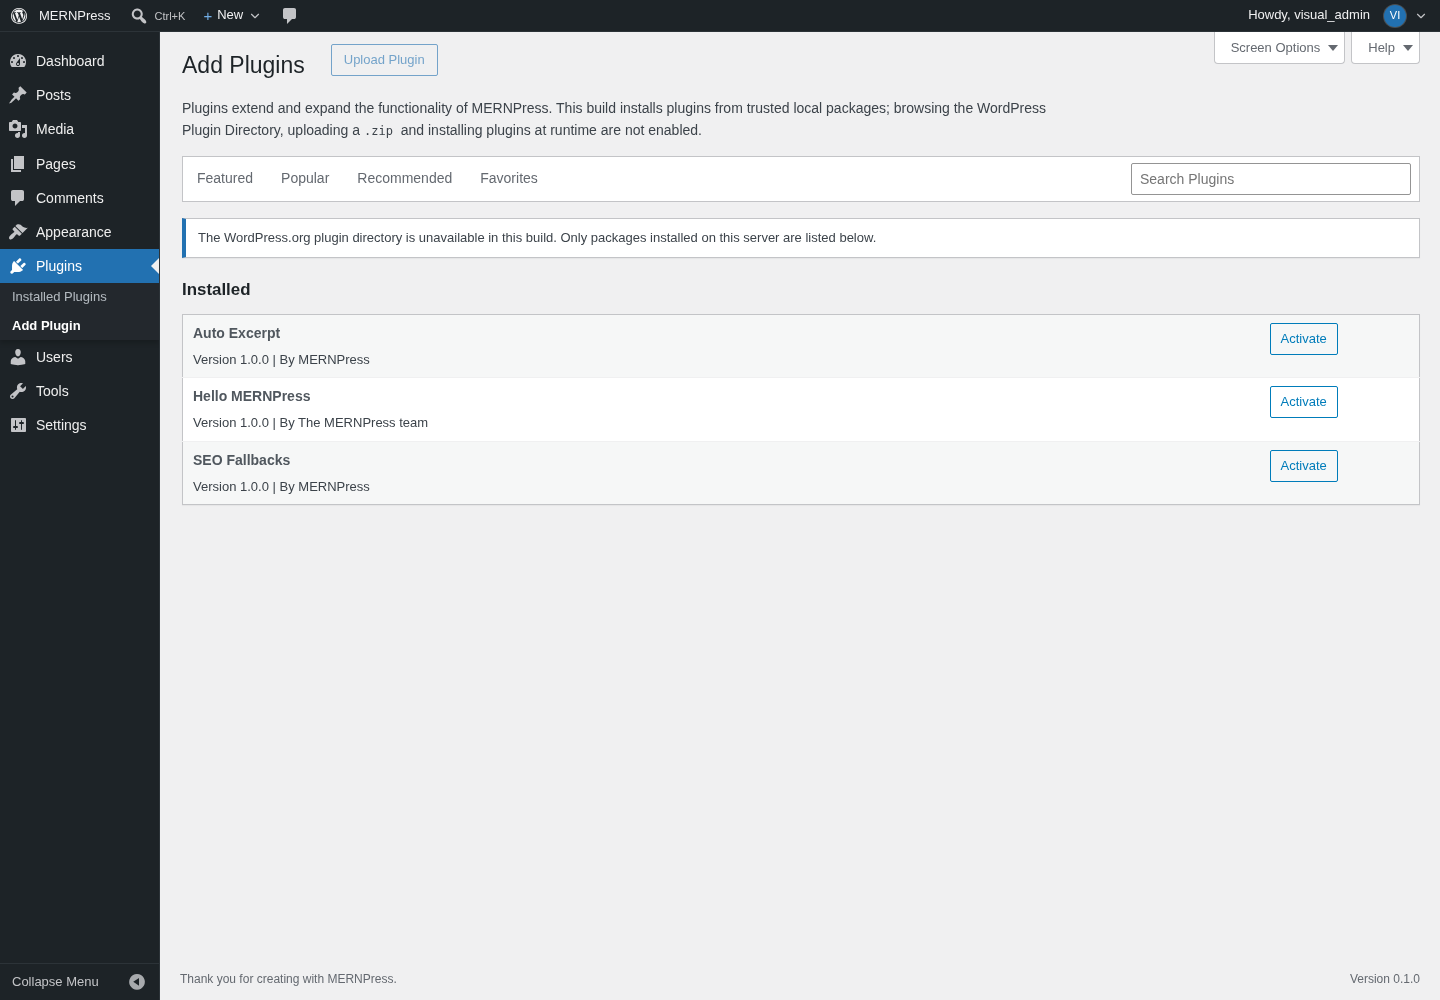 MERNPress
Ctrl+K
+ New
Howdy, visual_admin
VI
Dashboard
Posts
Media
Pages
Comments
Appearance
Plugins
Installed Plugins
Add Plugin
Users
Tools
Settings
Collapse Menu
Screen Options
Help
Add Plugins
Upload Plugin
Plugins extend and expand the functionality of MERNPress. This build installs plugins from trusted local packages; browsing the WordPress
Plugin Directory, uploading a .zip and installing plugins at runtime are not enabled.
Featured
Popular
Recommended
Favorites
Search Plugins
The WordPress.org plugin directory is unavailable in this build. Only packages installed on this server are listed below.
Installed
Auto Excerpt
Version 1.0.0 | By MERNPress
Activate
Hello MERNPress
Version 1.0.0 | By The MERNPress team
Activate
SEO Fallbacks
Version 1.0.0 | By MERNPress
Activate
Thank you for creating with MERNPress.
Version 0.1.0